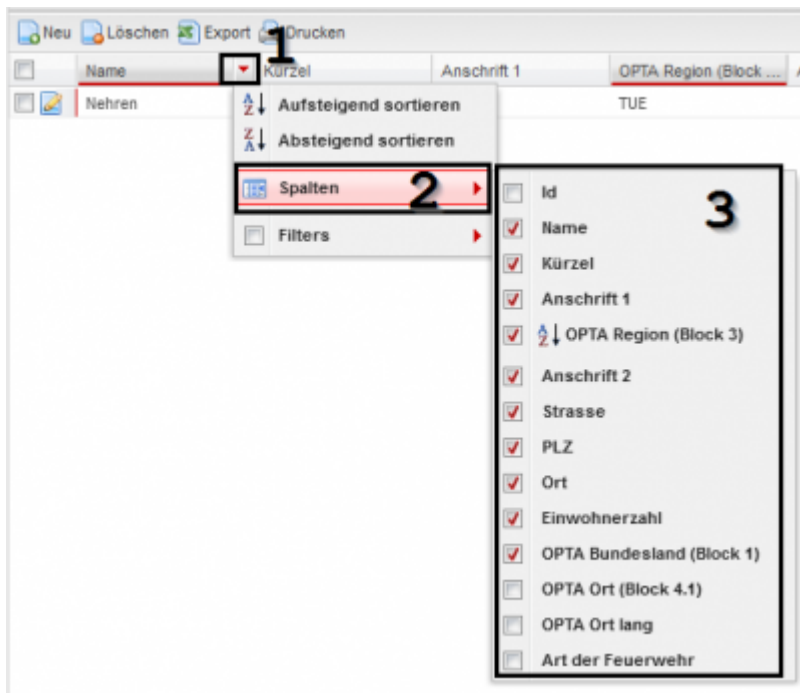 Neu Löschen Export Drucken
1
Name Kürzel Anschrift 1 OPTA Region (Block ...
Nehren TUE
Aufsteigend sortieren
Absteigend sortieren
Spalten 2
Filters
3
Id
Name
Kürzel
Anschrift 1
OPTA Region (Block 3)
Anschrift 2
Strasse
PLZ
Ort
Einwohnerzahl
OPTA Bundesland (Block 1)
OPTA Ort (Block 4.1)
OPTA Ort lang
Art der Feuerwehr